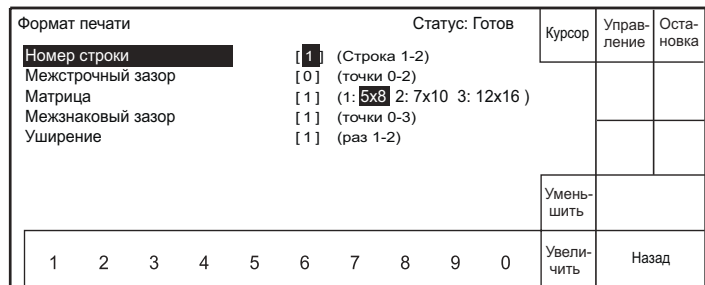 Формат печати
Статус: Готов
Курсор
Управ-
ление
Оста-
новка
Номер строки [1] (Строка 1-2)
Межстрочный зазор [0] (точки 0-2)
Матрица [1] (1: 5x8 2: 7x10 3: 12x16 )
Межзнаковый зазор [1] (точки 0-3)
Уширение [1] (раз 1-2)
Умень-
шить
1 2 3 4 5 6 7 8 9 0
Увели-
чить
Назад